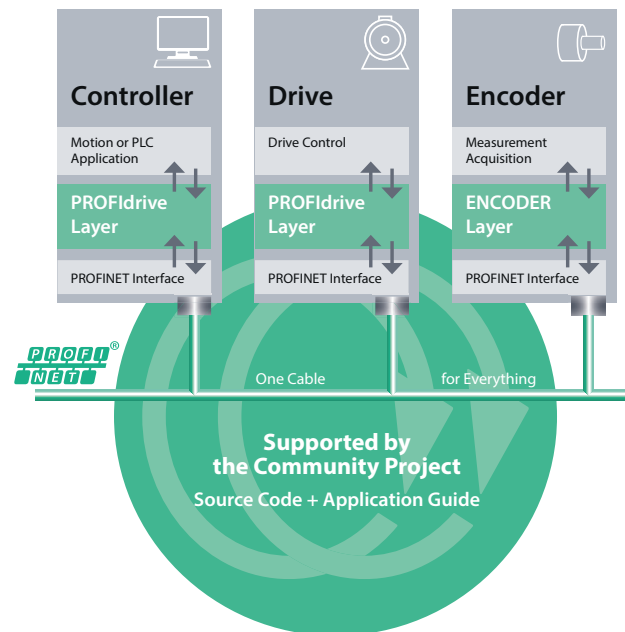 Controller
Motion or PLC
Application
PROFIdrive
Layer
PROFINET Interface
Drive
Drive Control
PROFIdrive
Layer
PROFINET Interface
Encoder
Measurement
Acquisition
ENCODER
Layer
PROFINET Interface
PROFI®
NET
One Cable for Everything
Supported by
the Community Project
Source Code + Application Guide